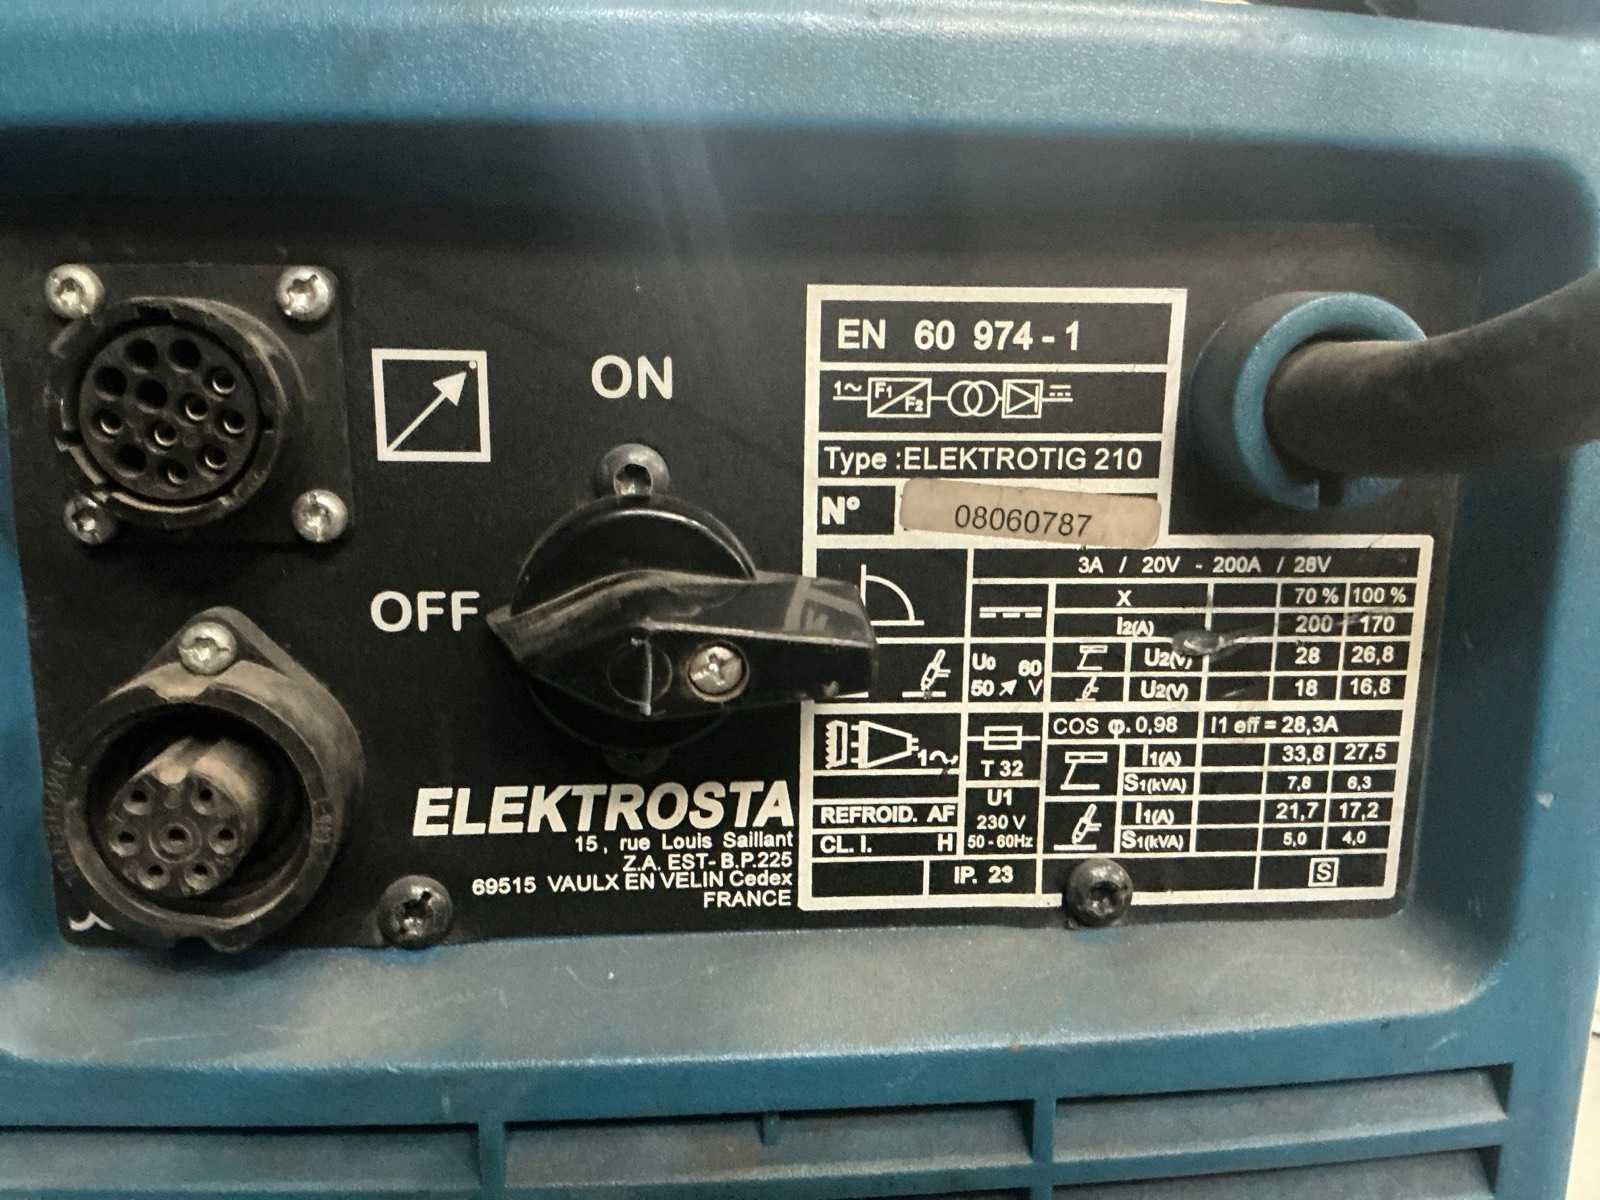 ON
OFF
EN 60 974-1
1~ F1 F2
Type :ELEKTROTIG 210
N° 08060787
3A / 20V - 200A / 28V
X 70 % 100 %
I2(A) 200 170
U0 60
50 V
U2(V) 28 26,8
U2(V) 18 16,8
1~
T 32
COS φ. 0,98 I1 eff = 28,3A
I1(A) 33,8 27,5
S1(kVA) 7,8 6,3
REFROID. AF
CL. I. H
U1
230 V
50-60Hz
I1(A) 21,7 17,2
S1(kVA) 5,0 4,0
IP. 23
S
ELEKTROSTA
15, rue Louis Saillant
Z.A. EST- B.P.225
69515 VAULX EN VELIN Cedex
FRANCE